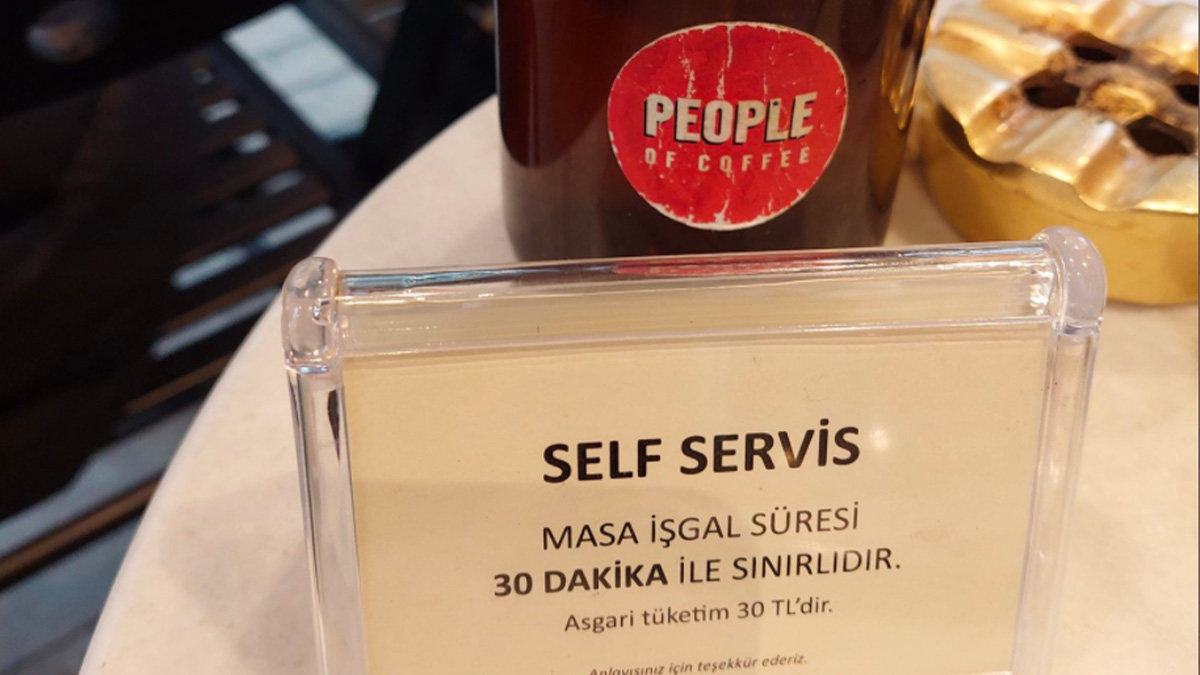 PEOPLE
OF COFFEE
SELF SERVİS
MASA İŞGAL SÜRESİ
30 DAKİKA İLE SINIRLIDIR.
Asgari tüketim 30 TL'dir.
Anlayışınız için teşekkür ederiz.